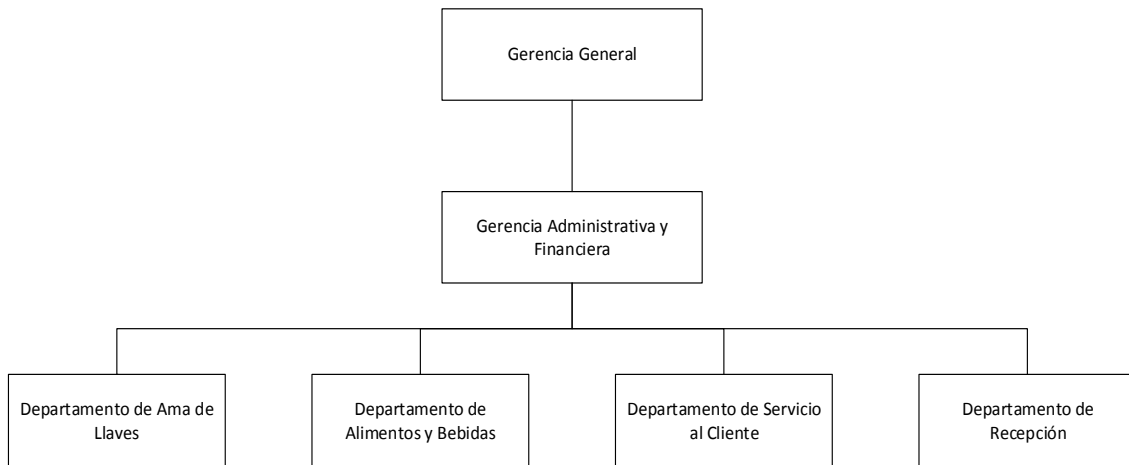 Gerencia General
Gerencia Administrativa y
Financiera
Departamento de Ama de
Llaves
Departamento de
Alimentos y Bebidas
Departamento de Servicio
al Cliente
Departamento de
Recepción